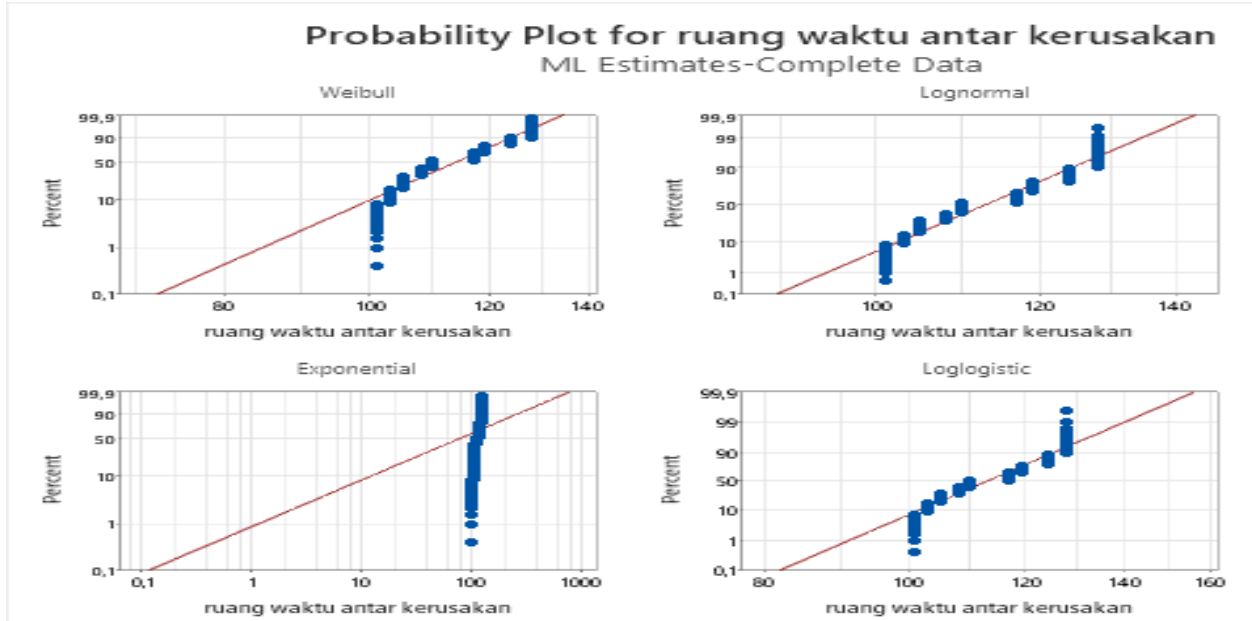 Probability Plot for ruang waktu antar kerusakan
ML Estimates-Complete Data
Weibull
99,9
90
50
10
1
0,1
Percent
80 100 120 140
ruang waktu antar kerusakan
Lognormal
99,9
99
90
50
10
1
0,1
Percent
100 120 140
ruang waktu antar kerusakan
Exponential
99,9
90
50
10
1
0,1
Percent
0,1 1 10 100 1000
ruang waktu antar kerusakan
Loglogistic
99,9
99
90
50
10
1
0,1
Percent
80 100 120 140 160
ruang waktu antar kerusakan